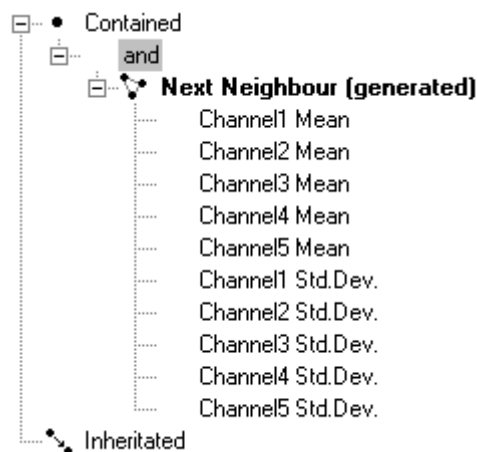 Contained
and
Next Neighbour (generated)
Channel1 Mean
Channel2 Mean
Channel3 Mean
Channel4 Mean
Channel5 Mean
Channel1 Std.Dev.
Channel2 Std.Dev.
Channel3 Std.Dev.
Channel4 Std.Dev.
Channel5 Std.Dev.
Inheritated